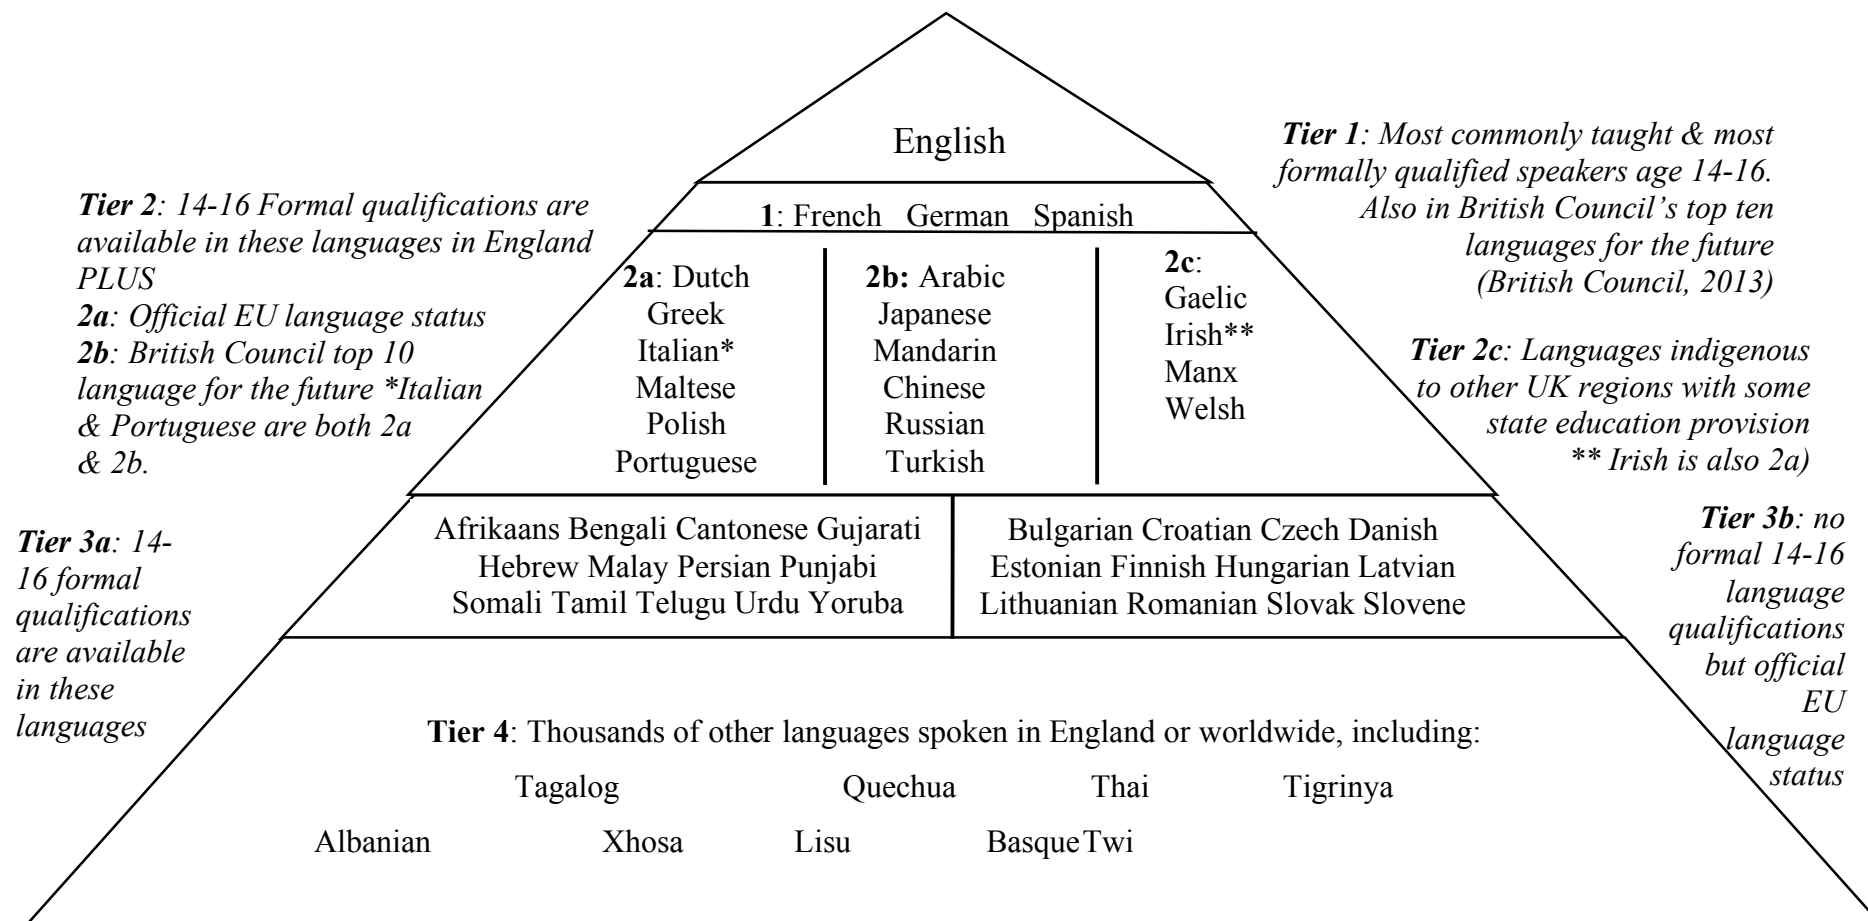 English
Tier 1: Most commonly taught & most
formally qualified speakers age 14-16.
Also in British Council’s top ten
languages for the future
(British Council, 2013)
1: French German Spanish
Tier 2: 14-16 Formal qualifications are
available in these languages in England
PLUS
2a: Official EU language status
2b: British Council top 10
language for the future *Italian
& Portuguese are both 2a
& 2b.
2a: Dutch
Greek
Italian*
Maltese
Polish
Portuguese
2b: Arabic
Japanese
Mandarin
Chinese
Russian
Turkish
2c:
Gaelic
Irish**
Manx
Welsh
Tier 2c: Languages indigenous
to other UK regions with some
state education provision
** Irish is also 2a)
Tier 3a: 14-
16 formal
qualifications
are available
in these
languages
Afrikaans Bengali Cantonese Gujarati
Hebrew Malay Persian Punjabi
Somali Tamil Telugu Urdu Yoruba
Bulgarian Croatian Czech Danish
Estonian Finnish Hungarian Latvian
Lithuanian Romanian Slovak Slovene
Tier 3b: no
formal 14-16
language
qualifications
but official
EU
language
status
Tier 4: Thousands of other languages spoken in England or worldwide, including:
Tagalog Quechua Thai Tigrinya
Albanian Xhosa Lisu Basque Twi